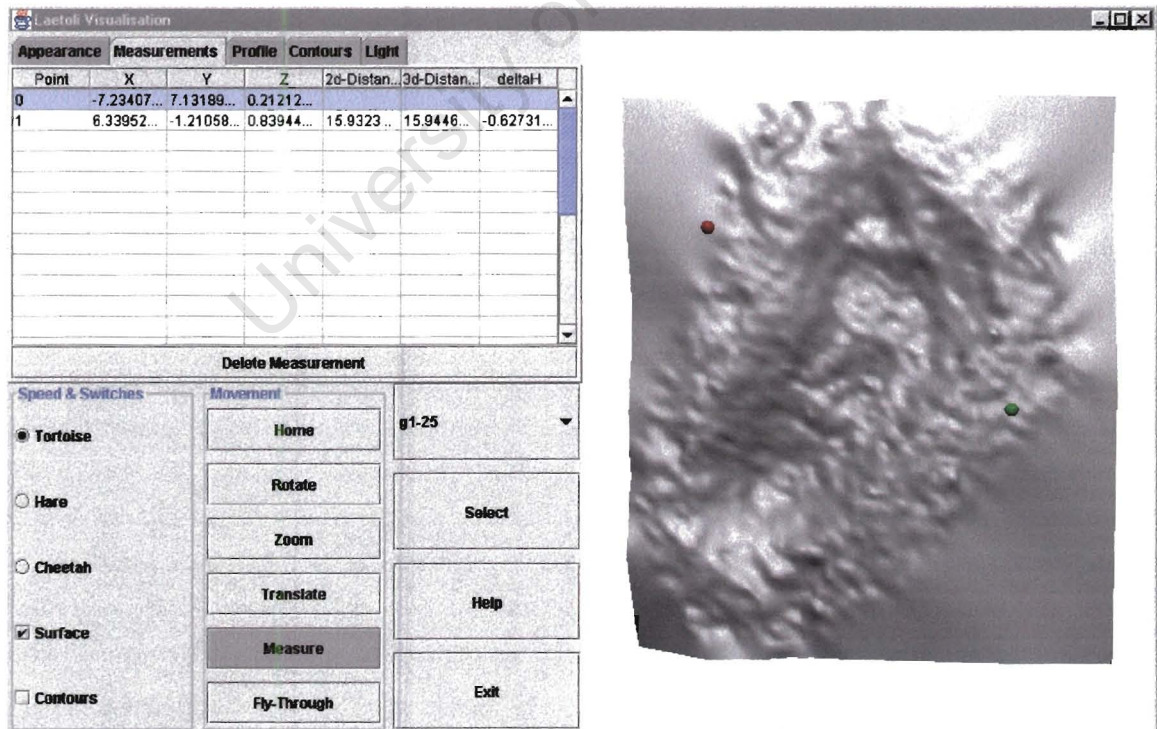 Laetoli Visualisation
Appearance Measurements Profile Contours Light
Point X Y Z 2d-Distan... 3d-Distan... deltaH
0 -7.23407... 7.13189... 0.21212...
1 6.33952... -1.21058... 0.83944... 15.9323... 15.9446... -0.62731...
Delete Measurement
Speed & Switches
Tortoise
Hare
Cheetah
Surface
Contours
Movement
Home
Rotate
Zoom
Translate
Measure
Fly-Through
g1-25
Select
Help
Exit
University of